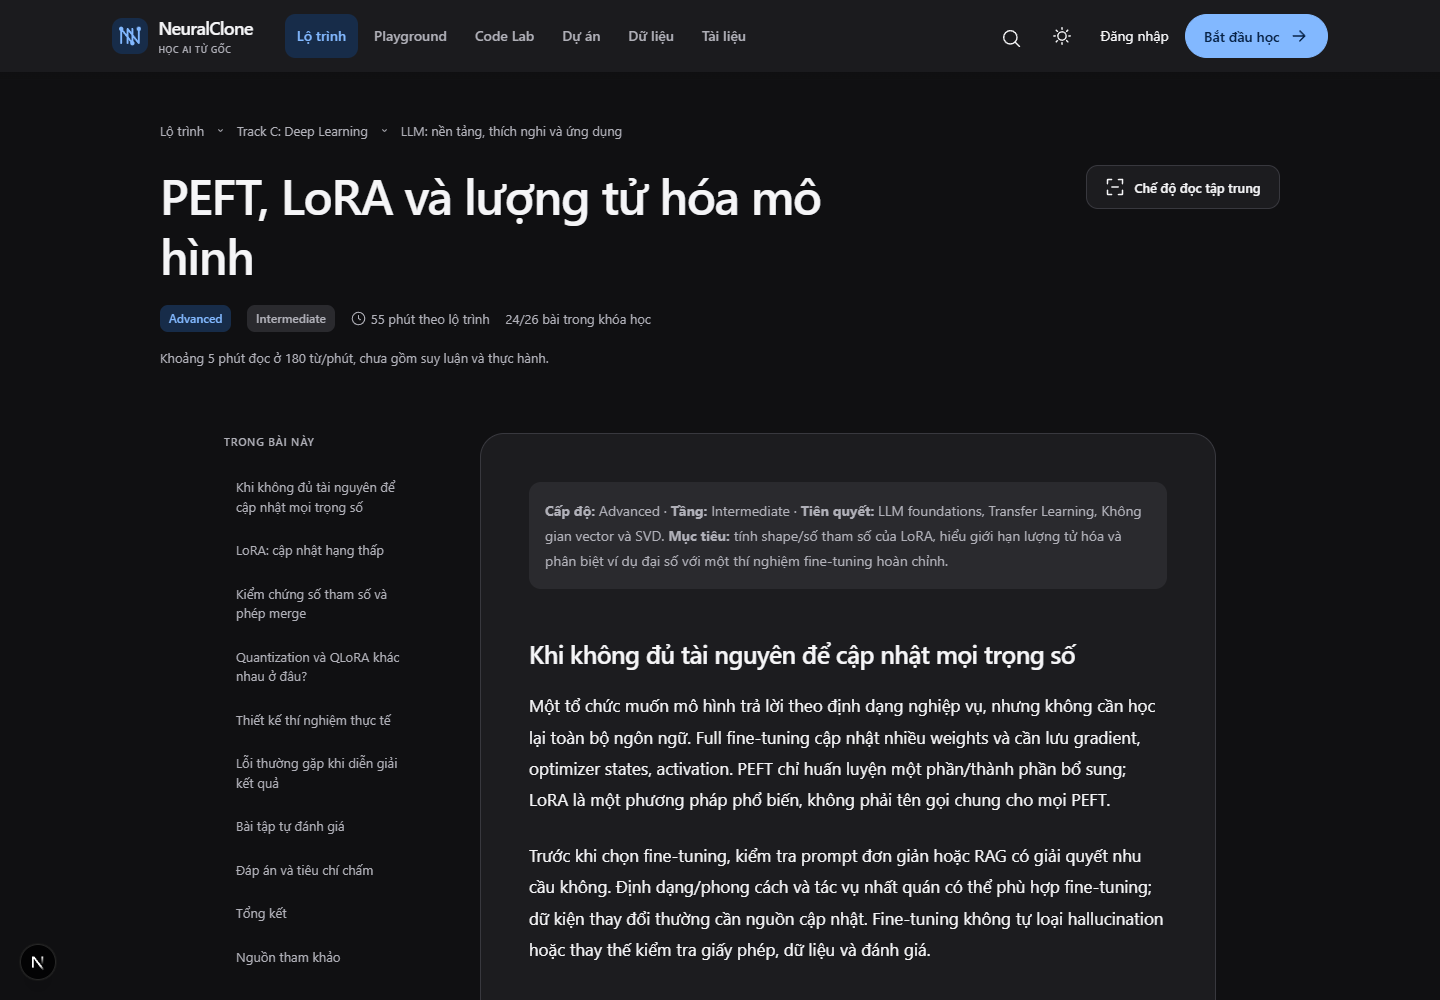 NeuralClone
HỌC AI TỪ GỐC
Lộ trình
Playground
Code Lab
Dự án
Dữ liệu
Tài liệu
Đăng nhập
Bắt đầu học
Lộ trình
Track C: Deep Learning
LLM: nền tảng, thích nghi và ứng dụng
PEFT, LoRA và lượng tử hóa mô
hình
Chế độ đọc tập trung
Advanced
Intermediate
55 phút theo lộ trình
24/26 bài trong khóa học
Khoảng 5 phút đọc ở 180 từ/phút, chưa gồm suy luận và thực hành.
TRONG BÀI NÀY
Khi không đủ tài nguyên để
cập nhật mọi trọng số
LoRA: cập nhật hạng thấp
Kiểm chứng số tham số và
phép merge
Quantization và QLoRA khác
nhau ở đâu?
Thiết kế thí nghiệm thực tế
Lỗi thường gặp khi diễn giải
kết quả
Bài tập tự đánh giá
Đáp án và tiêu chí chấm
Tổng kết
Nguồn tham khảo
Cấp độ: Advanced · Tầng: Intermediate · Tiên quyết: LLM foundations, Transfer Learning, Không
gian vector và SVD. Mục tiêu: tính shape/số tham số của LoRA, hiểu giới hạn lượng tử hóa và
phân biệt ví dụ đại số với một thí nghiệm fine-tuning hoàn chỉnh.
Khi không đủ tài nguyên để cập nhật mọi trọng số
Một tổ chức muốn mô hình trả lời theo định dạng nghiệp vụ, nhưng không cần học
lại toàn bộ ngôn ngữ. Full fine-tuning cập nhật nhiều weights và cần lưu gradient,
optimizer states, activation. PEFT chỉ huấn luyện một phần/thành phần bổ sung;
LoRA là một phương pháp phổ biến, không phải tên gọi chung cho mọi PEFT.
Trước khi chọn fine-tuning, kiểm tra prompt đơn giản hoặc RAG có giải quyết nhu
cầu không. Định dạng/phong cách và tác vụ nhất quán có thể phù hợp fine-tuning;
dữ kiện thay đổi thường cần nguồn cập nhật. Fine-tuning không tự loại hallucination
hoặc thay thế kiểm tra giấy phép, dữ liệu và đánh giá.
N